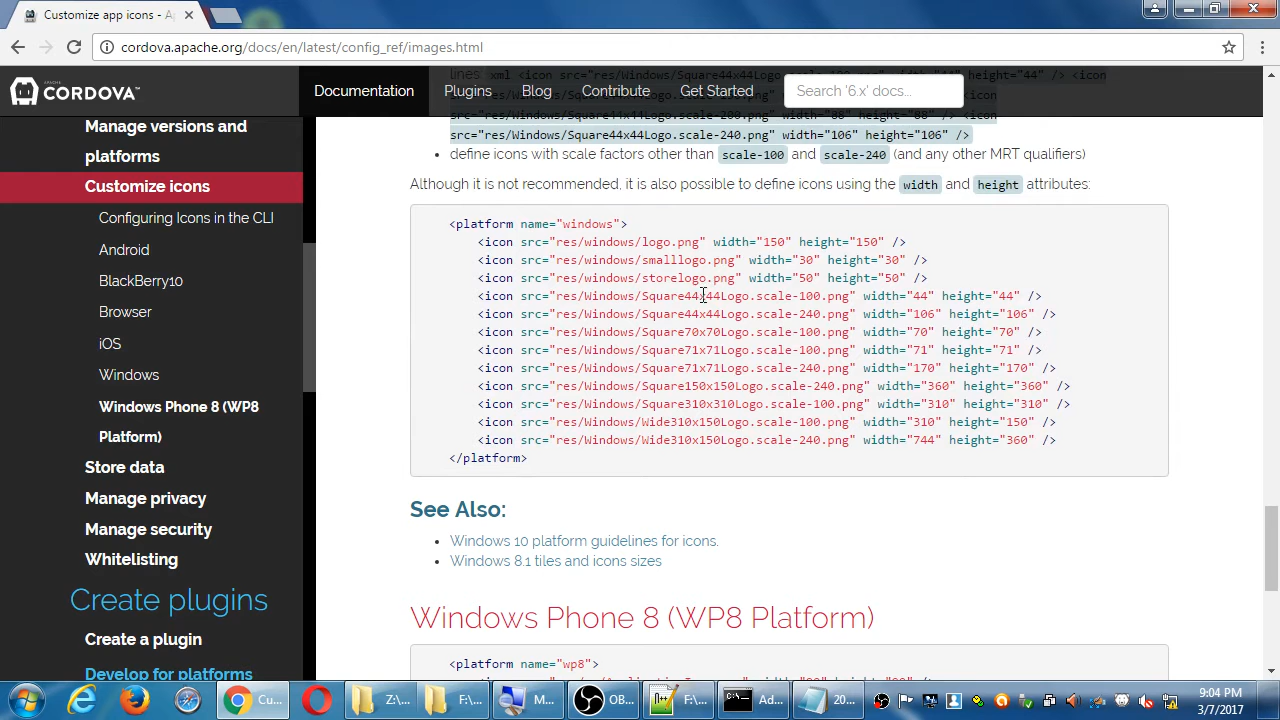 Customize app icons - Ap
cordova.apache.org/docs/en/latest/config_ref/images.html
APACHE
CORDOVA™
Documentation
Plugins
Blog
Contribute
Get Started
Search '6.x' docs...
Manage versions and
platforms
Customize icons
Configuring Icons in the CLI
Android
BlackBerry10
Browser
iOS
Windows
Windows Phone 8 (WP8
Platform)
Store data
Manage privacy
Manage security
Whitelisting
Create plugins
Create a plugin
Develop for platforms
src="res/Windows/Square44x44Logo.scale-240.png" width="106" height="106" />
• define icons with scale factors other than scale-100 and scale-240 (and any other MRT qualifiers)
Although it is not recommended, it is also possible to define icons using the width and height attributes:
<platform name="windows">
<icon src="res/windows/logo.png" width="150" height="150" />
<icon src="res/windows/smalllogo.png" width="30" height="30" />
<icon src="res/windows/storelogo.png" width="50" height="50" />
<icon src="res/Windows/Square44x44Logo.scale-100.png" width="44" height="44" />
<icon src="res/Windows/Square44x44Logo.scale-240.png" width="106" height="106" />
<icon src="res/Windows/Square70x70Logo.scale-100.png" width="70" height="70" />
<icon src="res/Windows/Square71x71Logo.scale-100.png" width="71" height="71" />
<icon src="res/Windows/Square71x71Logo.scale-240.png" width="170" height="170" />
<icon src="res/Windows/Square150x150Logo.scale-240.png" width="360" height="360" />
<icon src="res/Windows/Square310x310Logo.scale-100.png" width="310" height="310" />
<icon src="res/Windows/Wide310x150Logo.scale-100.png" width="310" height="150" />
<icon src="res/Windows/Wide310x150Logo.scale-240.png" width="744" height="360" />
</platform>
See Also:
• Windows 10 platform guidelines for icons.
• Windows 8.1 tiles and icons sizes
Windows Phone 8 (WP8 Platform)
<platform name="wp8">
Cu...
Z:\...
F:\...
M...
OB...
F:\...
Ad...
20...
9:04 PM
3/7/2017